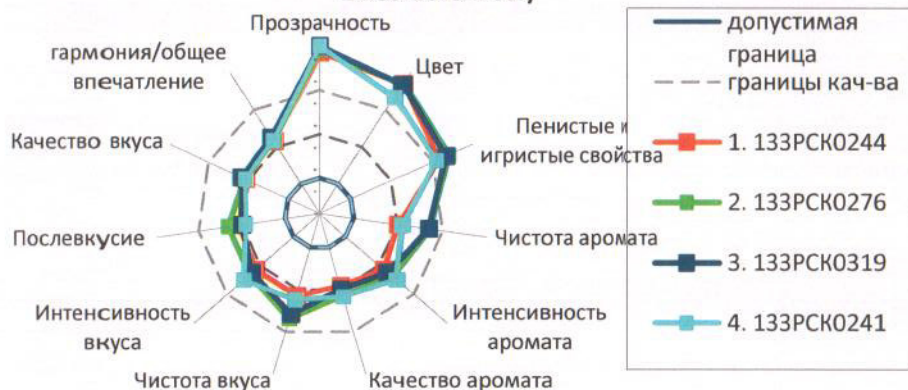 Прозрачность
Цвет
Пенистые и
игристые свойства
Чистота аромата
Интенсивность
аромата
Качество аромата
Чистота вкуса
Интенсивность
вкуса
Послевкусие
Качество вкуса
гармония/общее
впечатление
допустимая
граница
границы кач-ва
1. 133РСК0244
2. 133РСК0276
3. 133РСК0319
4. 133РСК0241